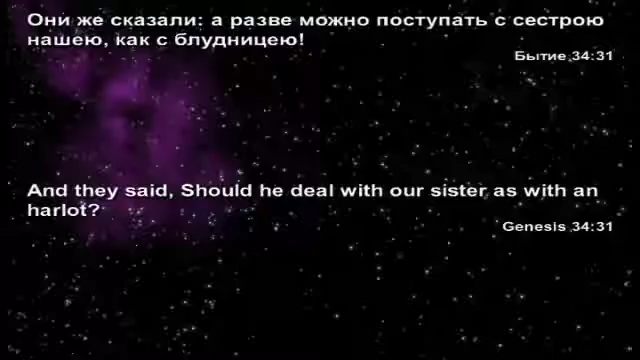 Они же сказали: а разве можно поступать с сестрою
нашею, как с блудницею!
Бытие 34:31
And they said, Should he deal with our sister as with an
harlot?
Genesis 34:31